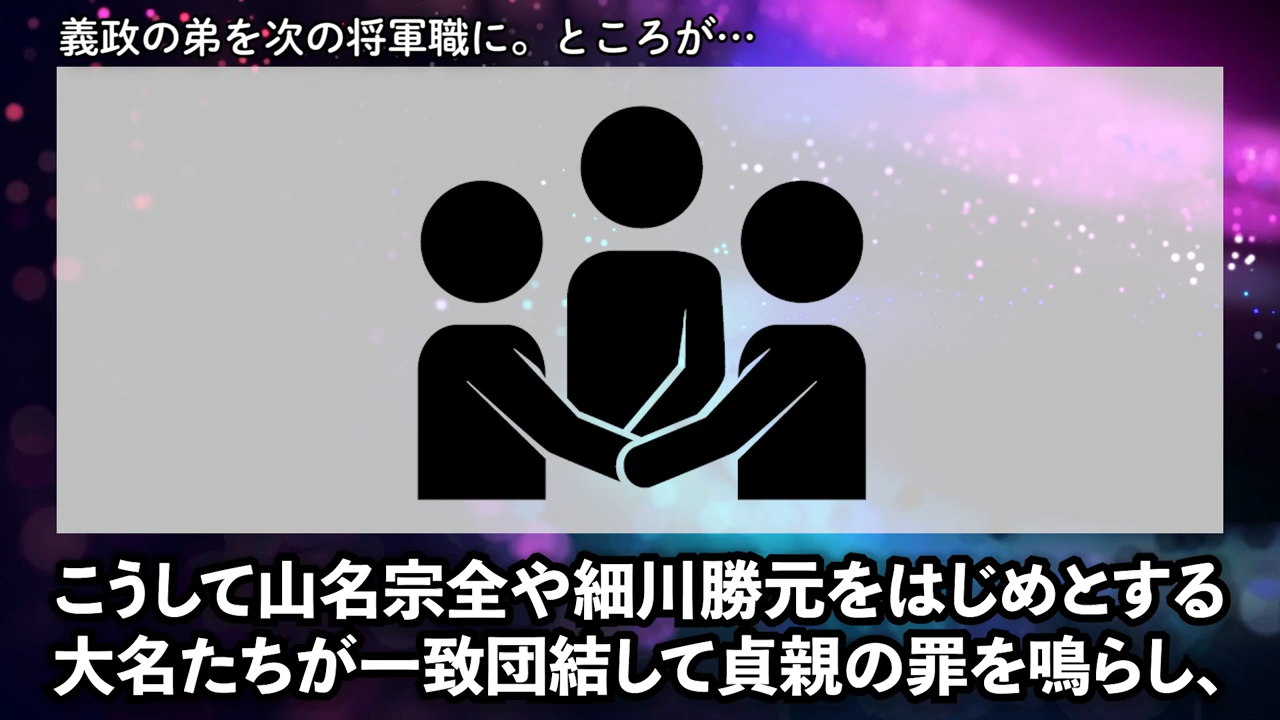 義政の弟を次の将軍職に。ところが…
こうして山名宗全や細川勝元をはじめとする
大名たちが一致団結して貞親の罪を鳴らし、